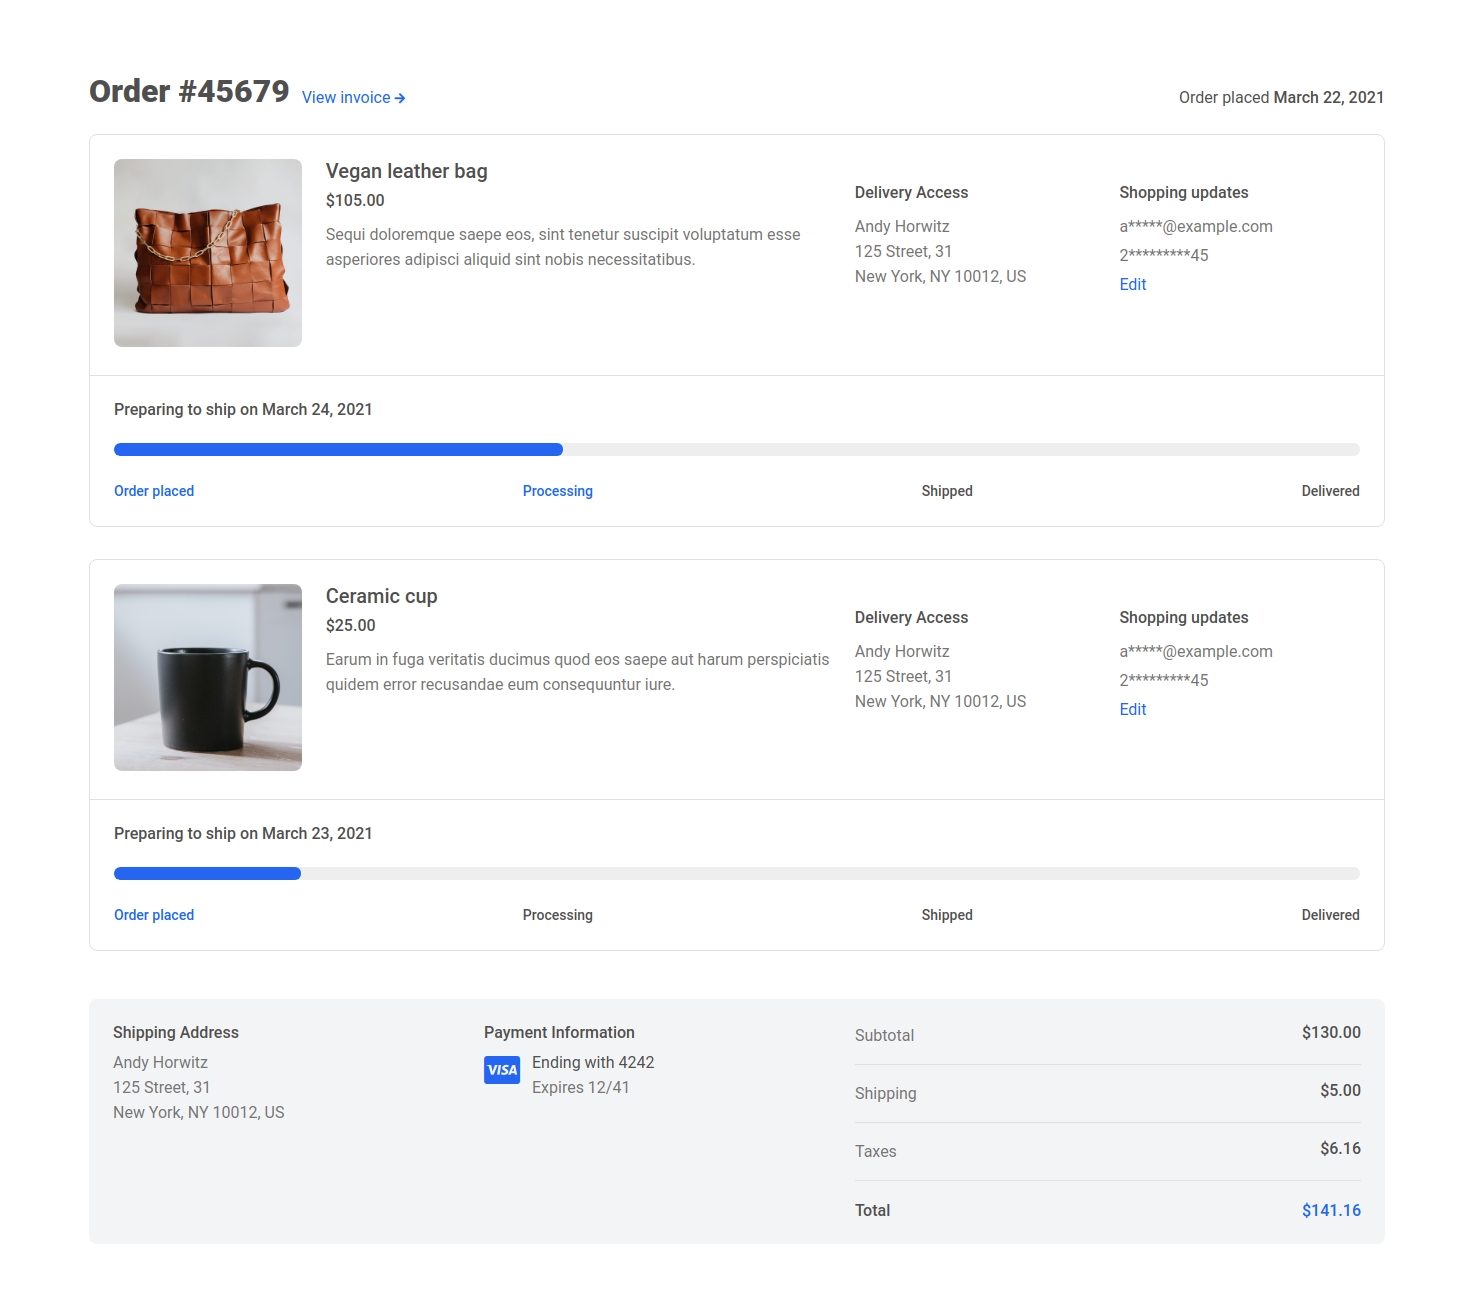 Order #45679 View invoice →
Order placed March 22, 2021
Vegan leather bag
$105.00
Sequi doloremque saepe eos, sint tenetur suscipit voluptatum esse
asperiores adipisci aliquid sint nobis necessitatibus.
Delivery Access
Andy Horwitz
125 Street, 31
New York, NY 10012, US
Shopping updates
a*****@example.com
2*********45
Edit
Preparing to ship on March 24, 2021
Order placed
Processing
Shipped
Delivered
Ceramic cup
$25.00
Earum in fuga veritatis ducimus quod eos saepe aut harum perspiciatis
quidem error recusandae eum consequuntur iure.
Delivery Access
Andy Horwitz
125 Street, 31
New York, NY 10012, US
Shopping updates
a*****@example.com
2*********45
Edit
Preparing to ship on March 23, 2021
Order placed
Processing
Shipped
Delivered
Shipping Address
Andy Horwitz
125 Street, 31
New York, NY 10012, US
Payment Information
VISA
Ending with 4242
Expires 12/41
Subtotal $130.00
Shipping $5.00
Taxes $6.16
Total $141.16